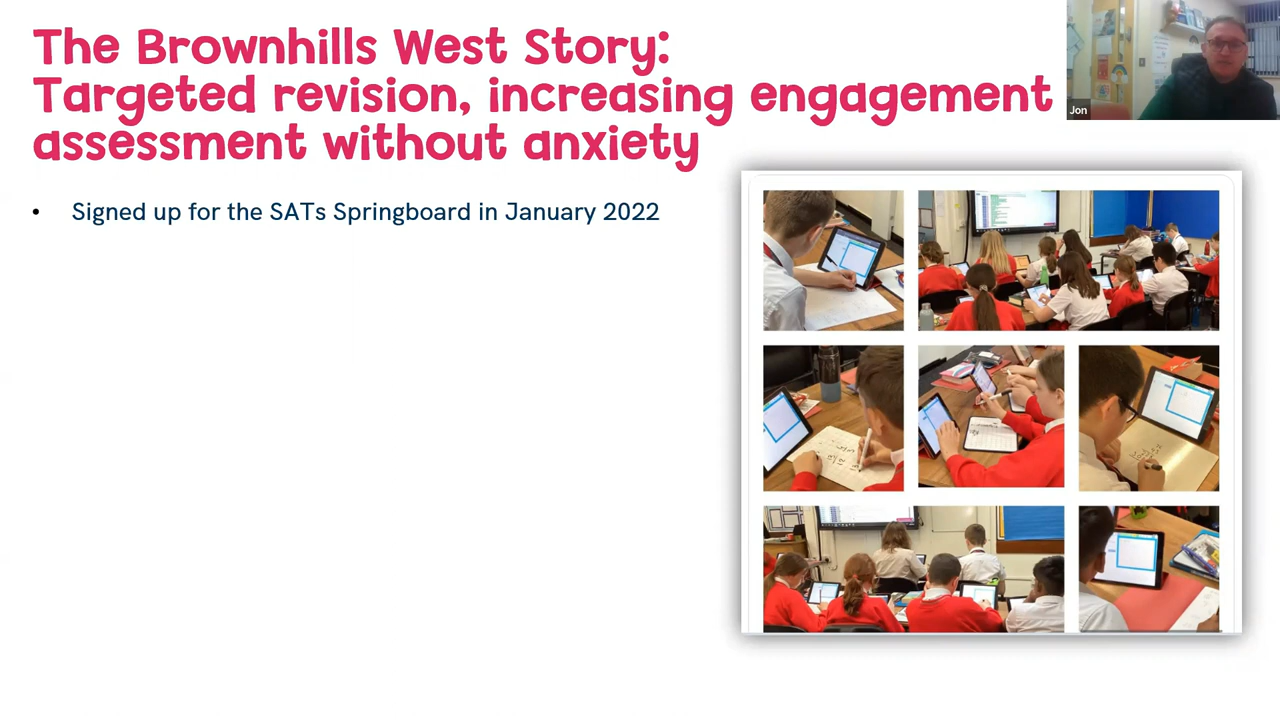 The Brownhills West Story:
Targeted revision, increasing engagement
assessment without anxiety
Jon
• Signed up for the SATs Springboard in January 2022